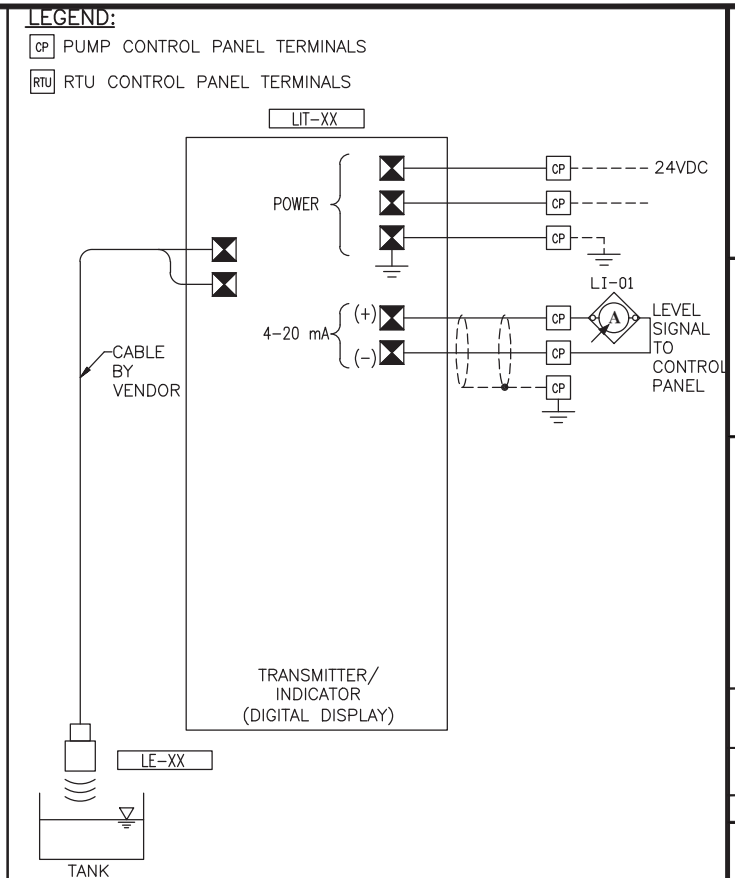 LEGEND:
CP PUMP CONTROL PANEL TERMINALS
RTU RTU CONTROL PANEL TERMINALS
LIT-XX
POWER
CP
24VDC
CP
CP
LI-01
4-20 mA
(+)
CP
A
LEVEL
SIGNAL
TO
CONTROL
PANEL
(-)
CP
CP
CABLE
BY
VENDOR
TRANSMITTER/
INDICATOR
(DIGITAL DISPLAY)
LE-XX
TANK